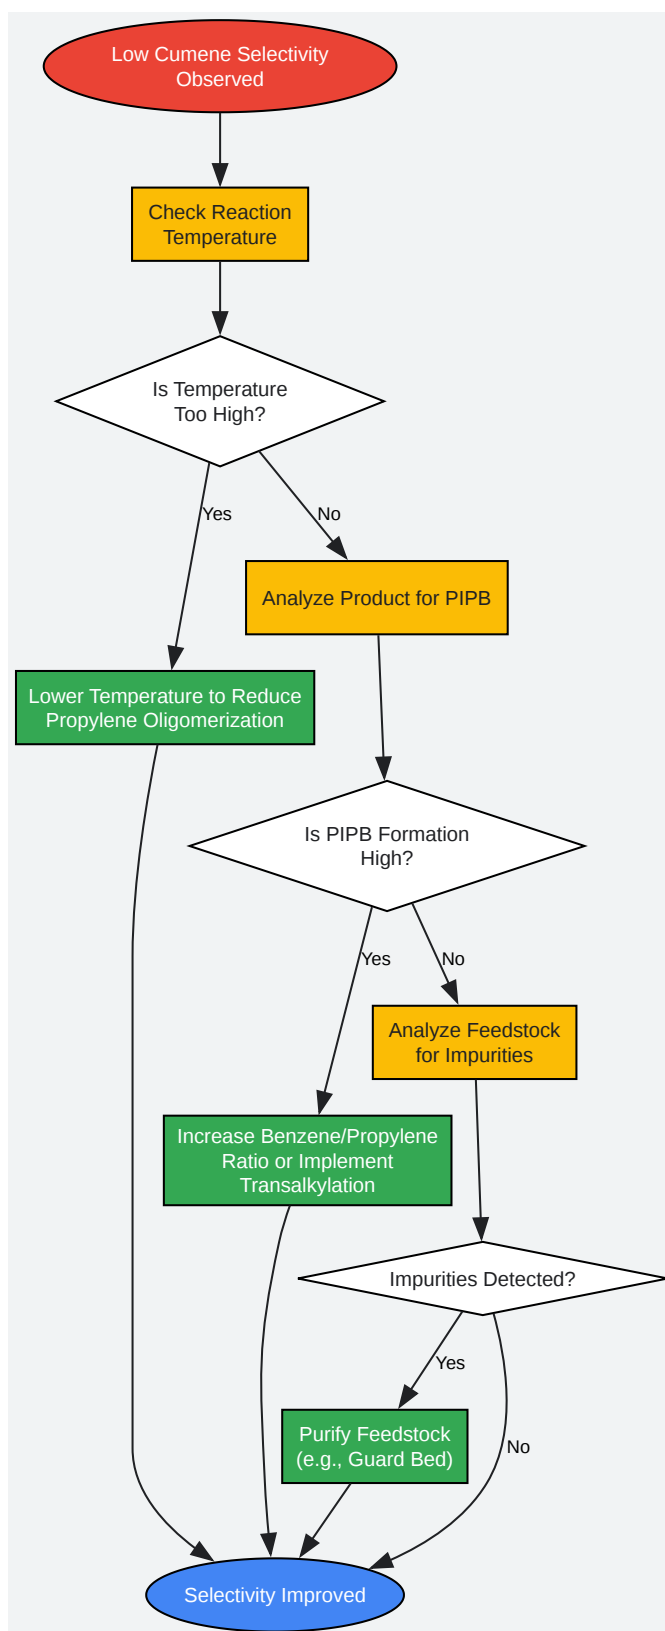 Low Cumene Selectivity
Observed
Check Reaction
Temperature
Is Temperature
Too High?
Yes
No
Analyze Product for PIPB
Lower Temperature to Reduce
Propylene Oligomerization
Is PIPB Formation
High?
Yes
No
Analyze Feedstock
for Impurities
Increase Benzene/Propylene
Ratio or Implement
Transalkylation
Impurities Detected?
Yes
Purify Feedstock
(e.g., Guard Bed)
No
Selectivity Improved